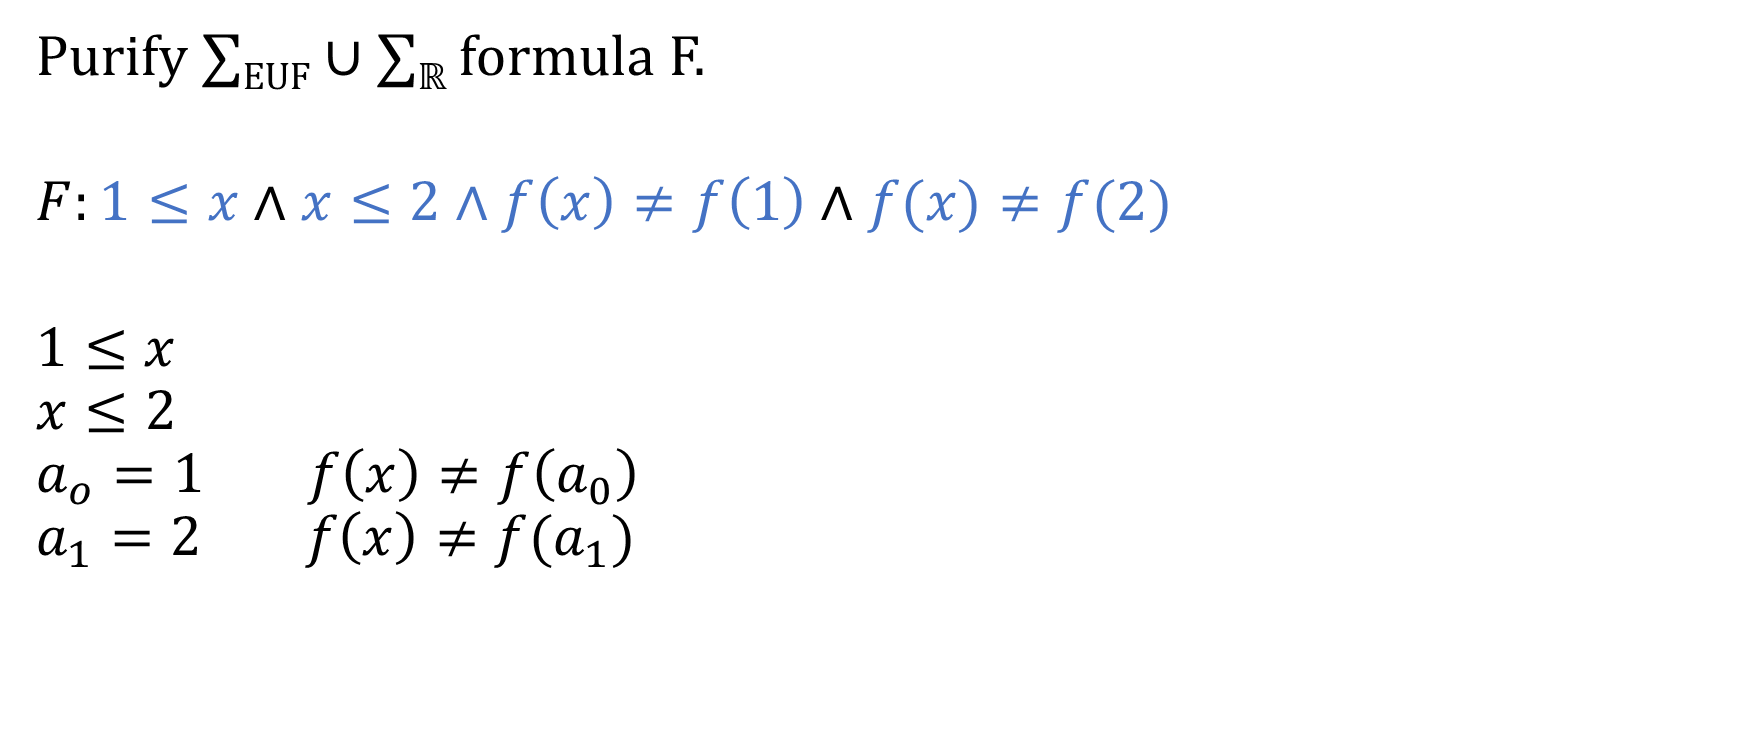 Purify ∑EUF ∪ ∑ℝ formula F.
F: 1 ≤ x ∧ x ≤ 2 ∧ f(x) ≠ f(1) ∧ f(x) ≠ f(2)
1 ≤ x
x ≤ 2
aₒ = 1 f(x) ≠ f(a₀)
a₁ = 2 f(x) ≠ f(a₁)